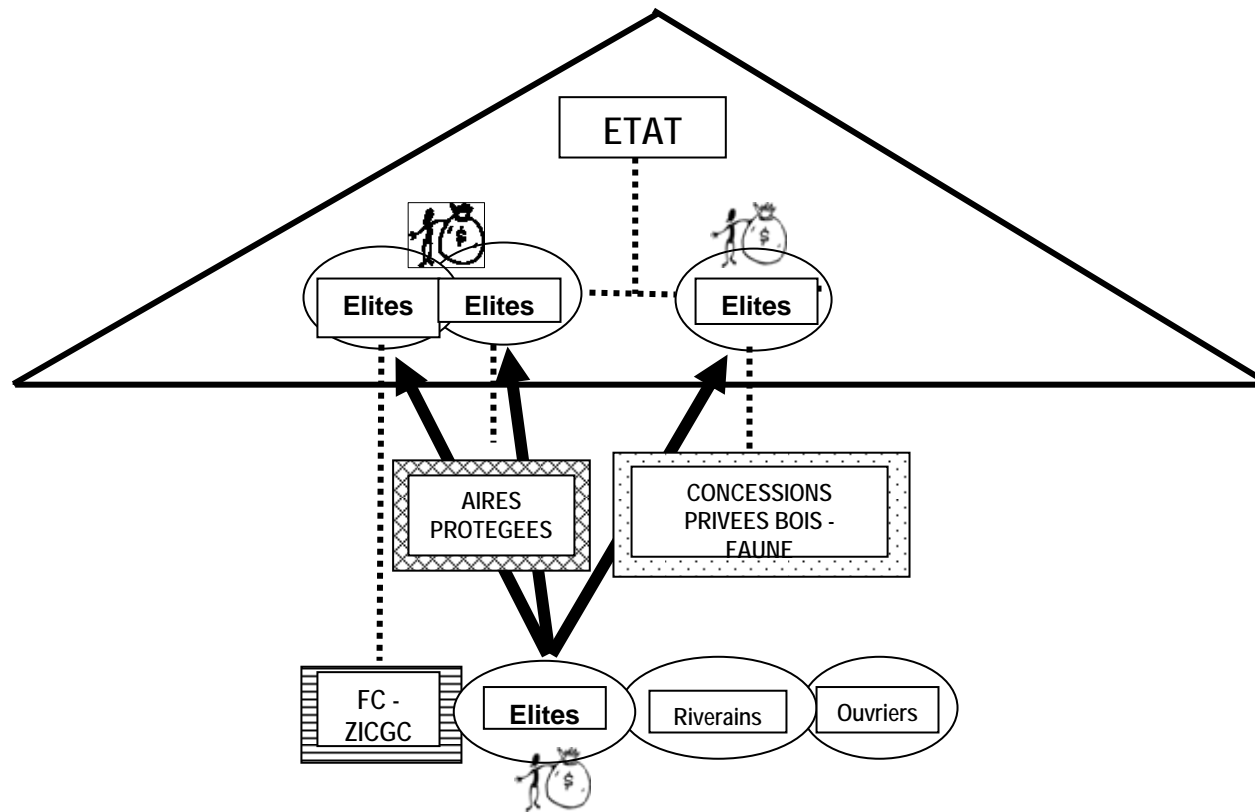 ETAT
$
$
Elites
Elites
Elites
AIRES
PROTEGEES
CONCESSIONS
PRIVEES BOIS -
FAUNE
FC -
ZICGC
Elites
Riverains
Ouvriers
$